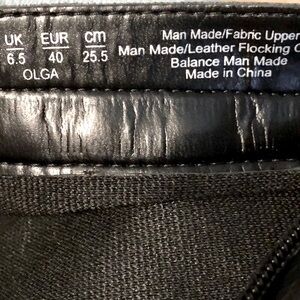 UK EUR cm
6.5 40 25.5
OLGA
Man Made/Fabric Upper
Man Made/Leather Flocking
Balance Man Made
Made in China